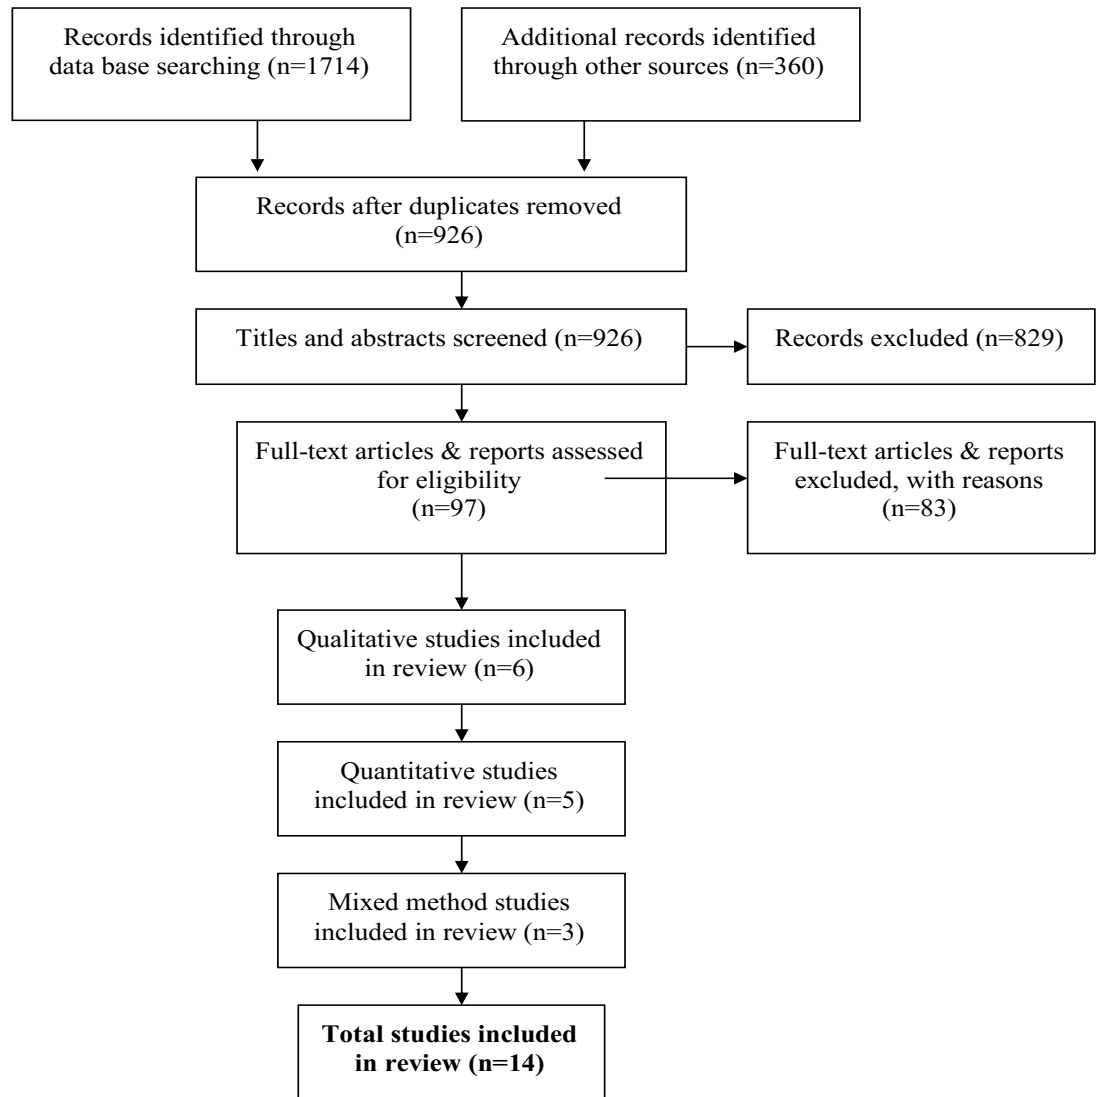 Records identified through
data base searching (n=1714)
Additional records identified
through other sources (n=360)
Records after duplicates removed
(n=926)
Titles and abstracts screened (n=926)
Records excluded (n=829)
Full-text articles & reports assessed
for eligibility
(n=97)
Full-text articles & reports
excluded, with reasons
(n=83)
Qualitative studies included
in review (n=6)
Quantitative studies
included in review (n=5)
Mixed method studies
included in review (n=3)
Total studies included
in review (n=14)